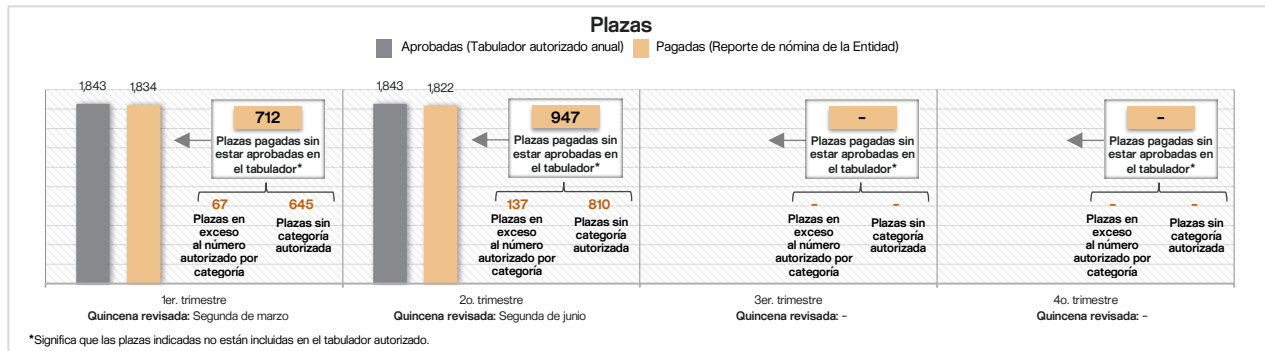 Plazas
Aprobadas (Tabulador autorizado anual) Pagadas (Reporte de nómina de la Entidad)
1,843 1,834
712
Plazas pagadas sin
estar aprobadas en
el tabulador*
67 645
Plazas en
exceso
al número
autorizado por
categoría
Plazas sin
categoría
autorizada
1er. trimestre
Quincena revisada: Segunda de marzo
1,843 1,822
947
Plazas pagadas sin
estar aprobadas en
el tabulador*
137 810
Plazas en
exceso
al número
autorizado por
categoría
Plazas sin
categoría
autorizada
2o. trimestre
Quincena revisada: Segunda de junio
-
Plazas pagadas sin
estar aprobadas en
el tabulador*
- -
Plazas en
exceso
al número
autorizado por
categoría
Plazas sin
categoría
autorizada
3er. trimestre
Quincena revisada: -
-
Plazas pagadas sin
estar aprobadas en
el tabulador*
- -
Plazas en
exceso
al número
autorizado por
categoría
Plazas sin
categoría
autorizada
4o. trimestre
Quincena revisada: -
*Significa que las plazas indicadas no están incluidas en el tabulador autorizado.